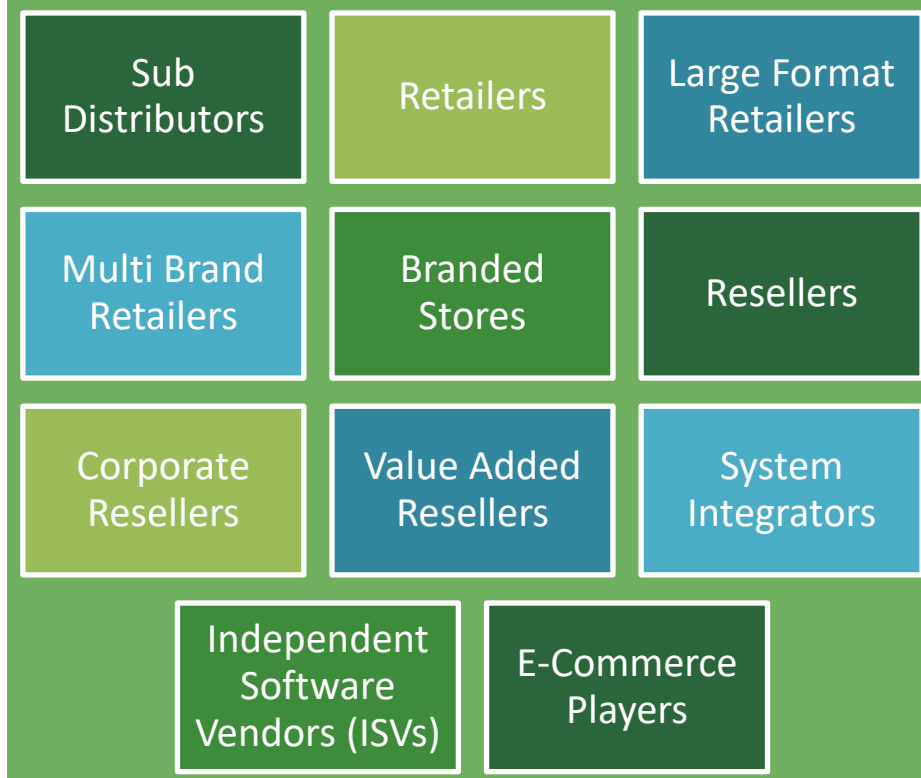 Sub
Distributors
Retailers
Large Format
Retailers
Multi Brand
Retailers
Branded
Stores
Resellers
Corporate
Resellers
Value Added
Resellers
System
Integrators
Independent
Software
Vendors (ISVs)
E-Commerce
Players